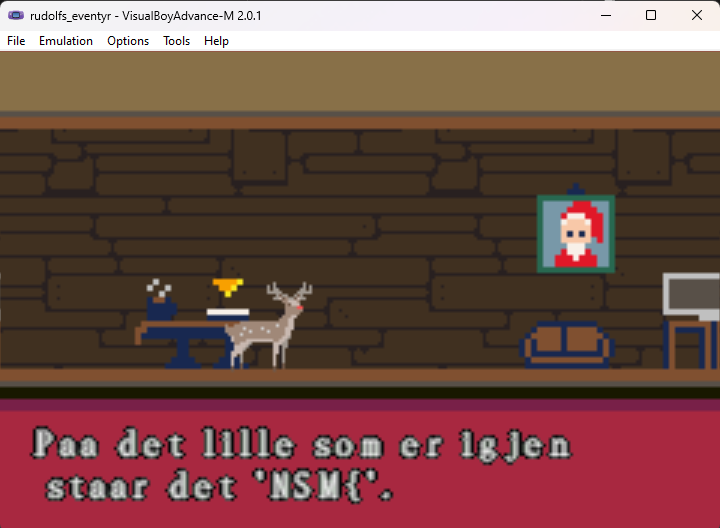 rudolfs_eventyr - VisualBoyAdvance-M 2.0.1
File Emulation Options Tools Help
Paa det lille som er igjen
staar det 'NSM{'.